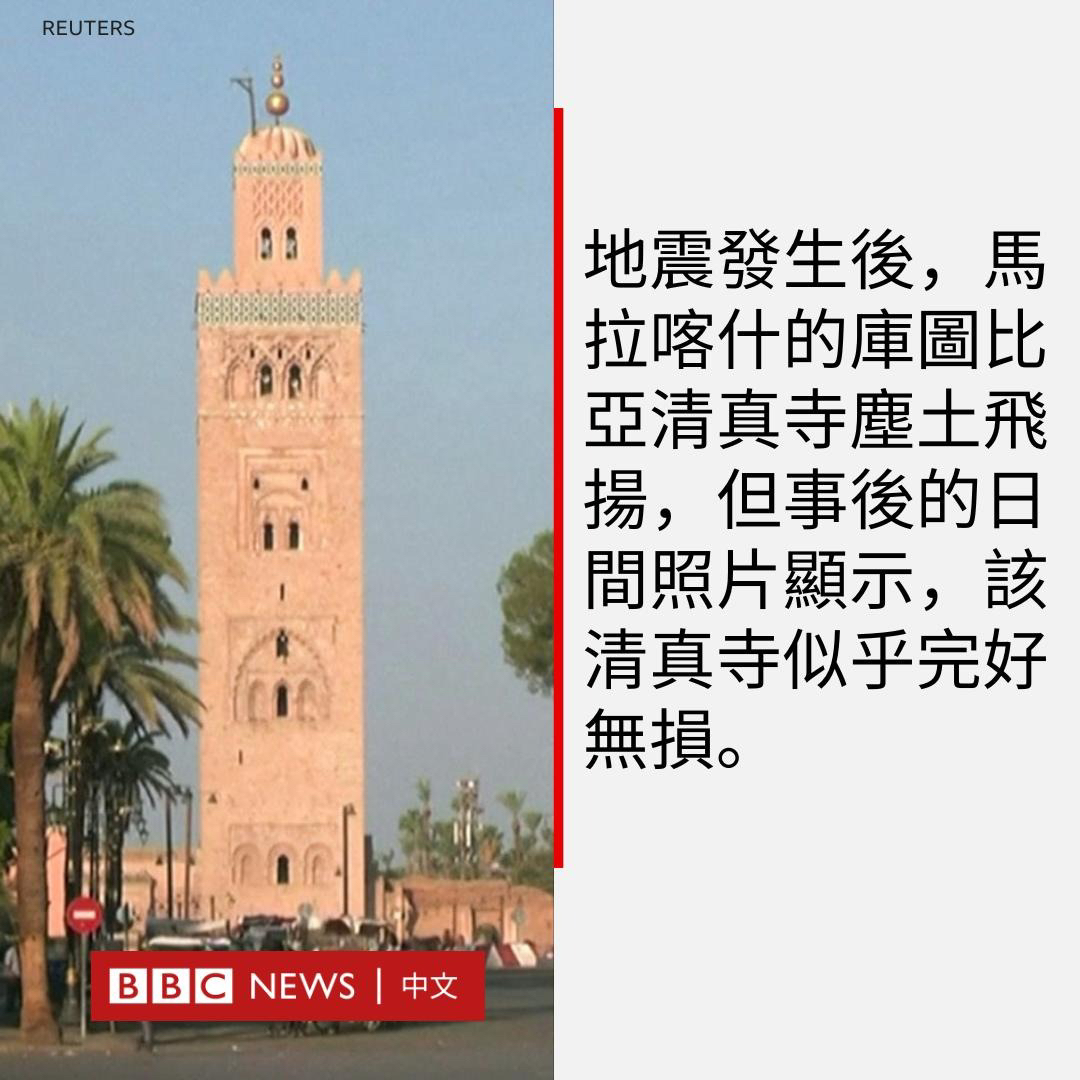 REUTERS
地震發生後，馬
拉喀什的庫圖比
亞清真寺塵土飛
揚，但事後的日
間照片顯示，該
清真寺似乎完好
無損。
BBC NEWS | 中文